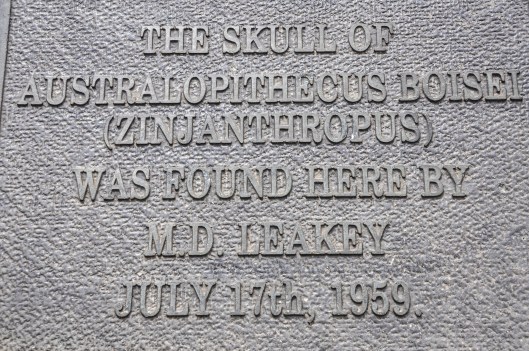 THE SKULL OF
AUSTRALOPITHECUS BOISEI
(ZINJANTHROPUS)
WAS FOUND HERE BY
M.D. LEAKEY
JULY 17th, 1959.